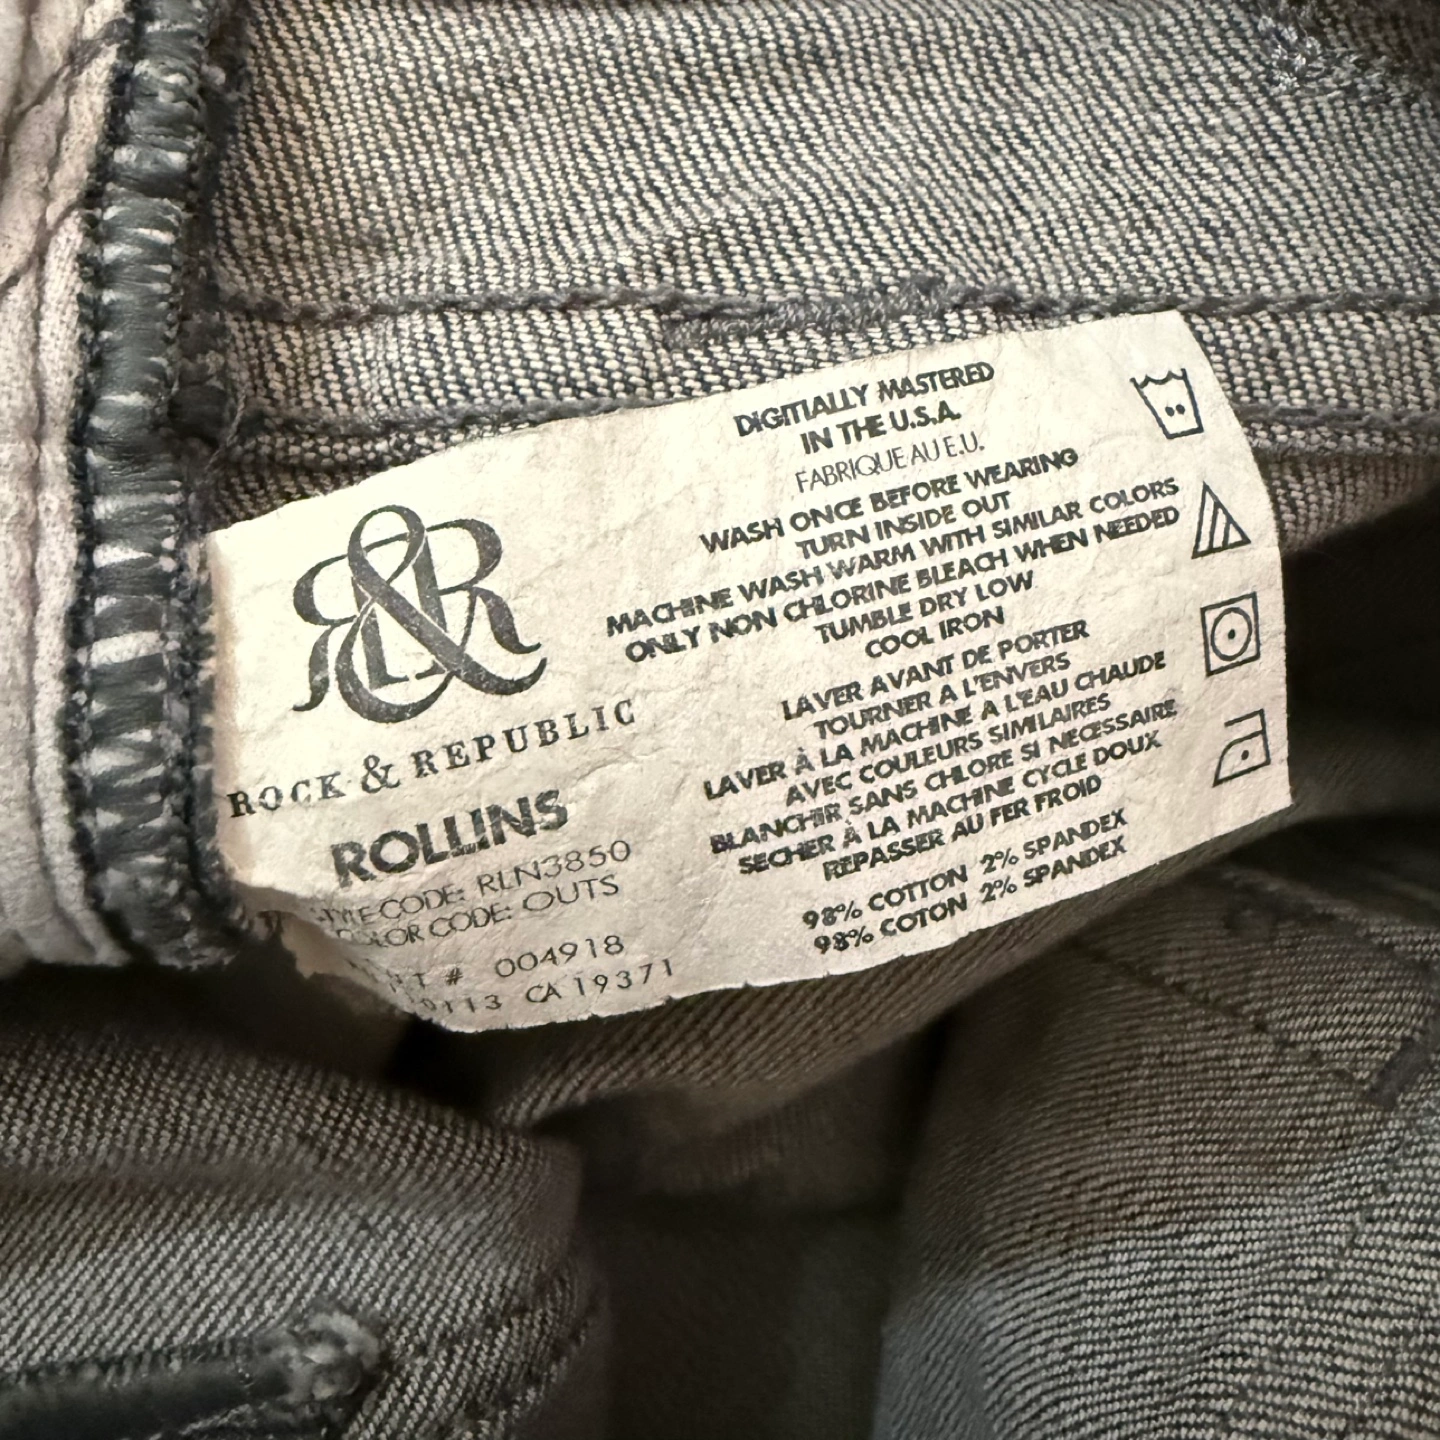 R&R
ROCK & REPUBLIC
ROLLINS
STYLE CODE: RLN3850
COLOR CODE: OUTS
# 004918
CA 19371
DIGITIALLY MASTERED
IN THE U.S.A.
FABRIQUE AU E.U.
WASH ONCE BEFORE WEARING
TURN INSIDE OUT
MACHINE WASH WARM WITH SIMILAR COLORS
ONLY NON CHLORINE BLEACH WHEN NEEDED
TUMBLE DRY LOW
COOL IRON
LAVER AVANT DE PORTER
TOURNER A L'ENVERS
LAVER À LA MACHINE A L'EAU CHAUDE
AVEC COULEURS SIMILAIRES
BLANCHIR SANS CHLORE SI NECESSAIRE
SECHER À LA MACHINE CYCLE DOUX
REPASSER AU FER FROID
98% COTTON 2% SPANDEX
98% COTON 2% SPANDEX